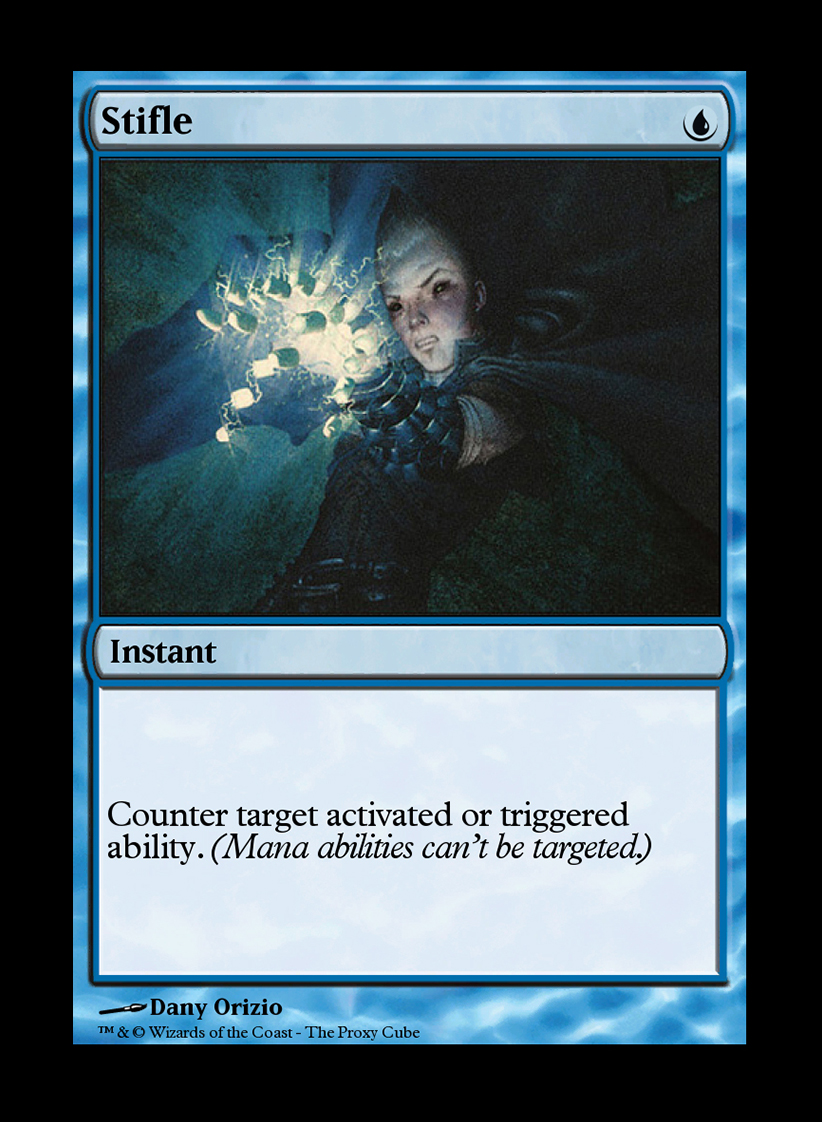 Stifle
Instant
Counter target activated or triggered
ability. (Mana abilities can't be targeted.)
Dany Orizio
™ & © Wizards of the Coast - The Proxy Cube